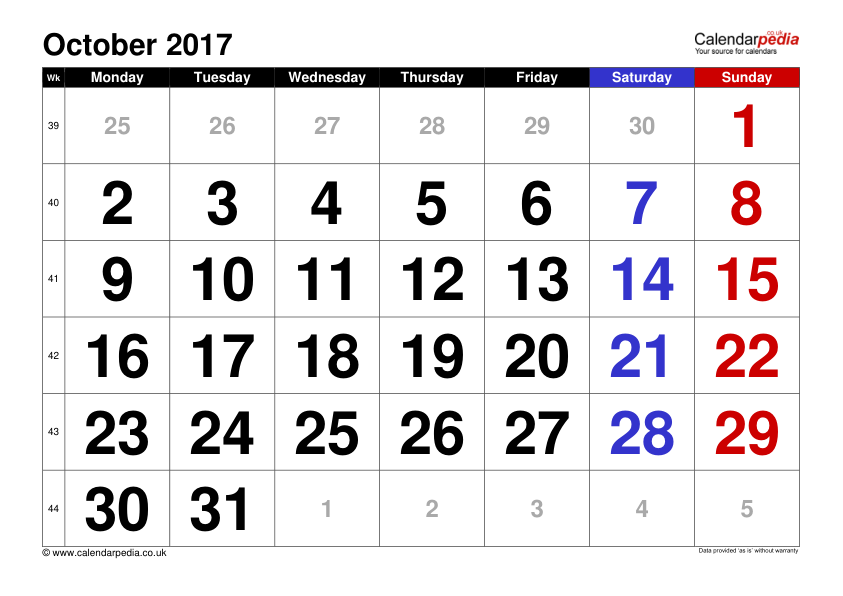 October 2017
Calendarpedia
co.uk
Your source for calendars
Wk Monday Tuesday Wednesday Thursday Friday Saturday Sunday
39 25 26 27 28 29 30 1
40 2 3 4 5 6 7 8
41 9 10 11 12 13 14 15
42 16 17 18 19 20 21 22
43 23 24 25 26 27 28 29
44 30 31 1 2 3 4 5
© www.calendarpedia.co.uk
Data provided 'as is' without warranty